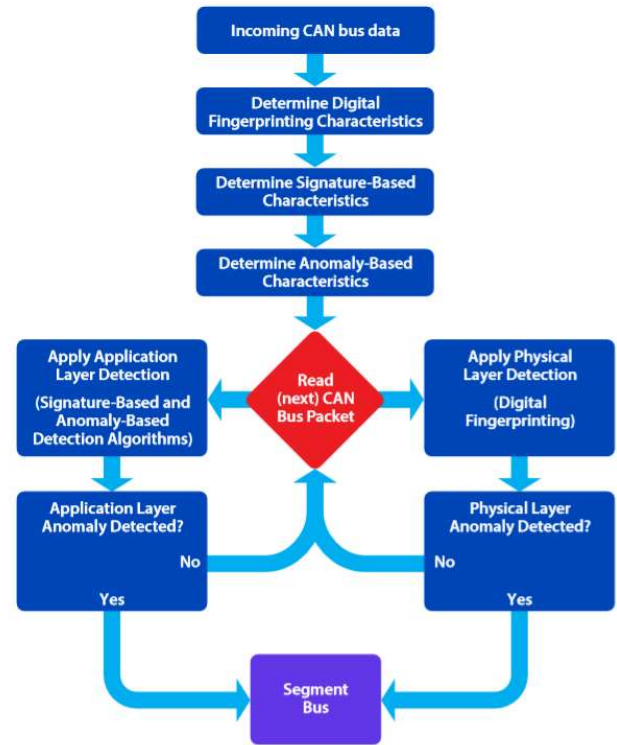 Incoming CAN bus data
Determine Digital
Fingerprinting Characteristics
Determine Signature-Based
Characteristics
Determine Anomaly-Based
Characteristics
Apply Application
Layer Detection
(Signature-Based and
Anomaly-Based
Detection Algorithms)
Read
(next) CAN
Bus Packet
Apply Physical
Layer Detection
(Digital
Fingerprinting)
Application Layer
Anomaly Detected?
No
Yes
Physical Layer
Anomaly Detected?
No
Yes
Segment
Bus